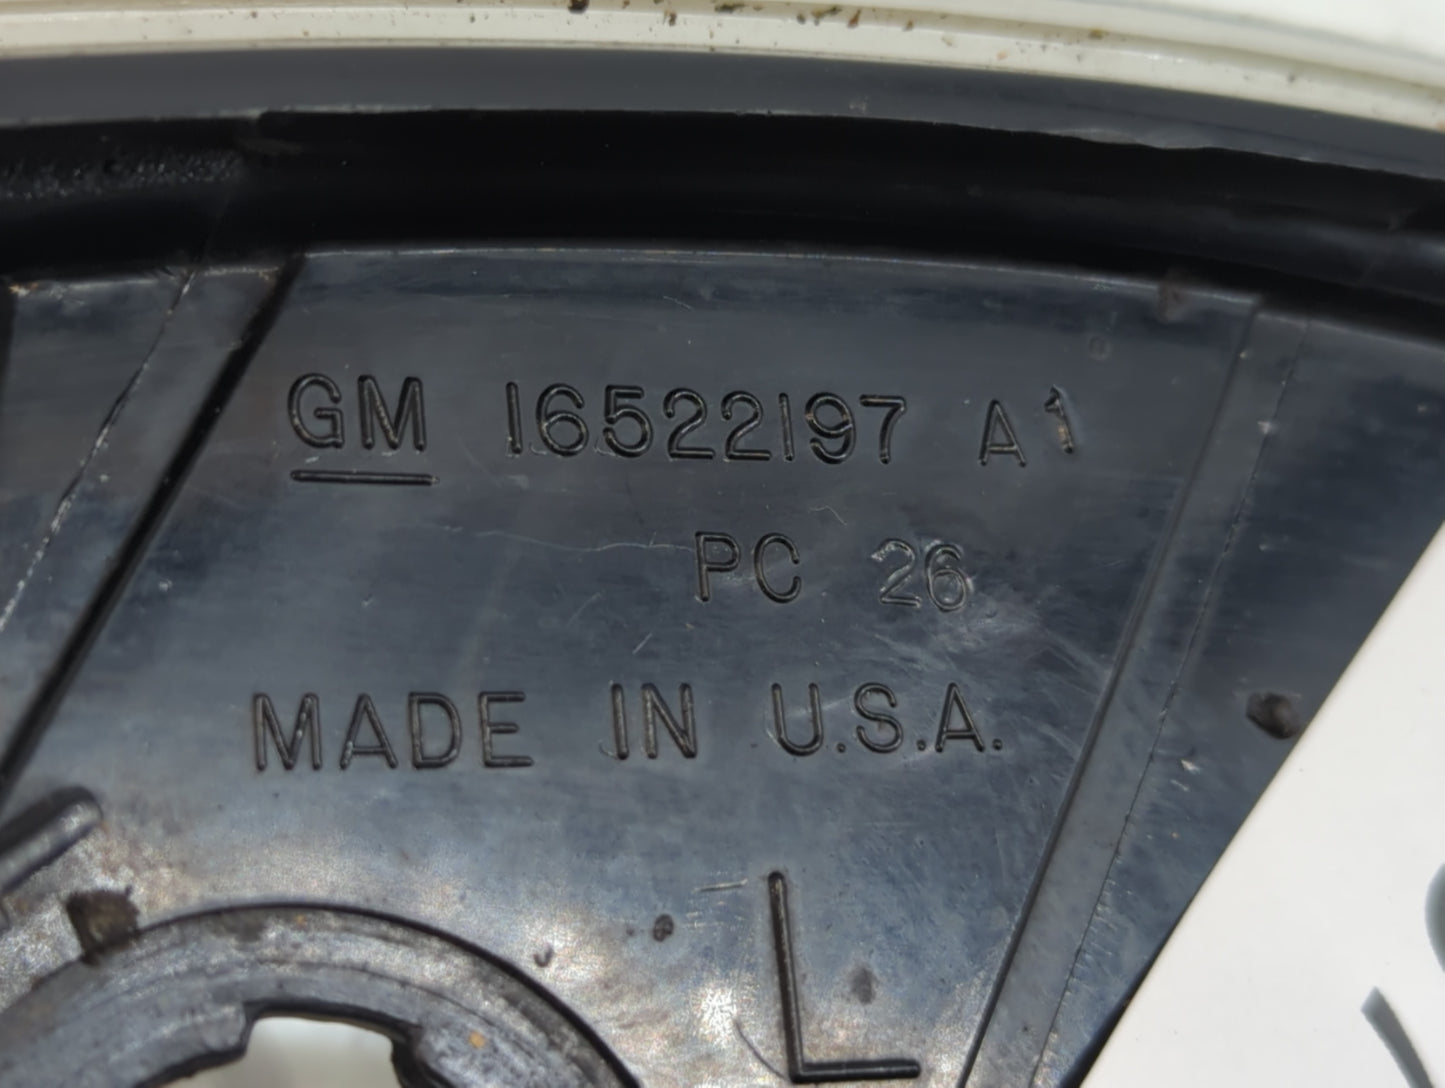 GM 16522197 A1
PC 26
MADE IN U.S.A.
L